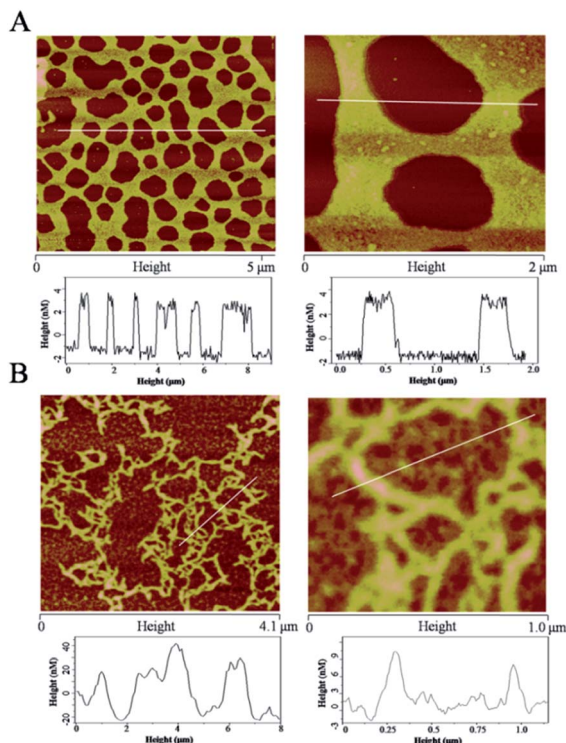 A
0 Height 5 μm
0 Height 2 μm
Height (nM)
4
2
0
-2
0 2 4 6 8
Height (μm)
Height (nM)
4
2
0
-2
0.0 0.5 1.0 1.5 2.0
Height (μm)
B
0 Height 4.1 μm
0 Height 1.0 μm
Height (nM)
40
20
0
-20
0 2 4 6 8
Height (μm)
Height (nM)
9
6
3
0
-3
0 0.25 0.50 0.75 1.0
Height (μm)